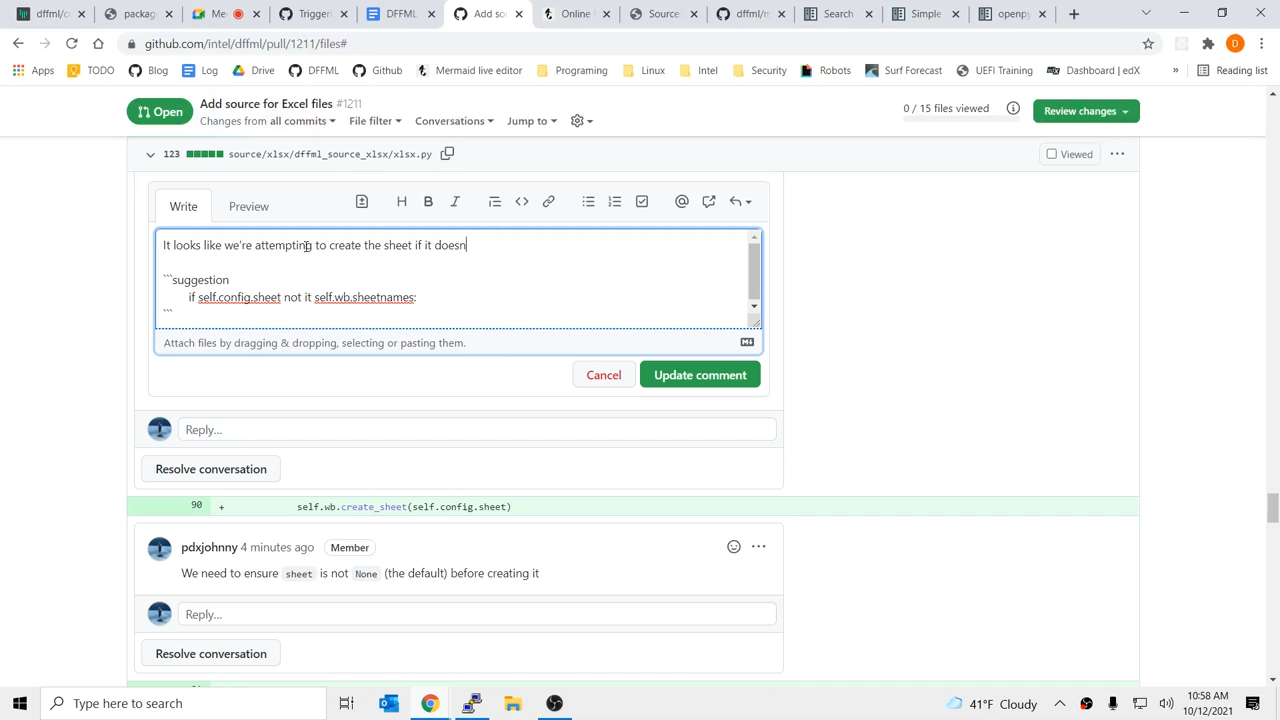 dffml/c
packag
Me
Triggeri
DFFML
Add so
Online I
Source
dffml/n
Search
Simple
openpy
github.com/intel/dffml/pull/1211/files#
D
Apps
TODO
Blog
Log
Drive
DFFML
Github
Mermaid live editor
Programing
Linux
Intel
Security
Robots
Surf Forecast
UEFI Training
Dashboard | edX
»
Reading list
Open
Add source for Excel files #1211
Changes from all commits
File filter
Conversations
Jump to
0 / 15 files viewed
Review changes
123
source/xlsx/dffml_source_xlsx/xlsx.py
Viewed
Write
Preview
It looks like we're attempting to create the sheet if it doesn
```suggestion
if self.config.sheet not it self.wb.sheetnames:
```
Attach files by dragging & dropping, selecting or pasting them.
Cancel
Update comment
Reply...
Resolve conversation
90 + self.wb.create_sheet(self.config.sheet)
pdxjohnny 4 minutes ago Member
We need to ensure sheet is not None (the default) before creating it
Reply...
Resolve conversation
Type here to search
41°F Cloudy
10:58 AM
10/12/2021